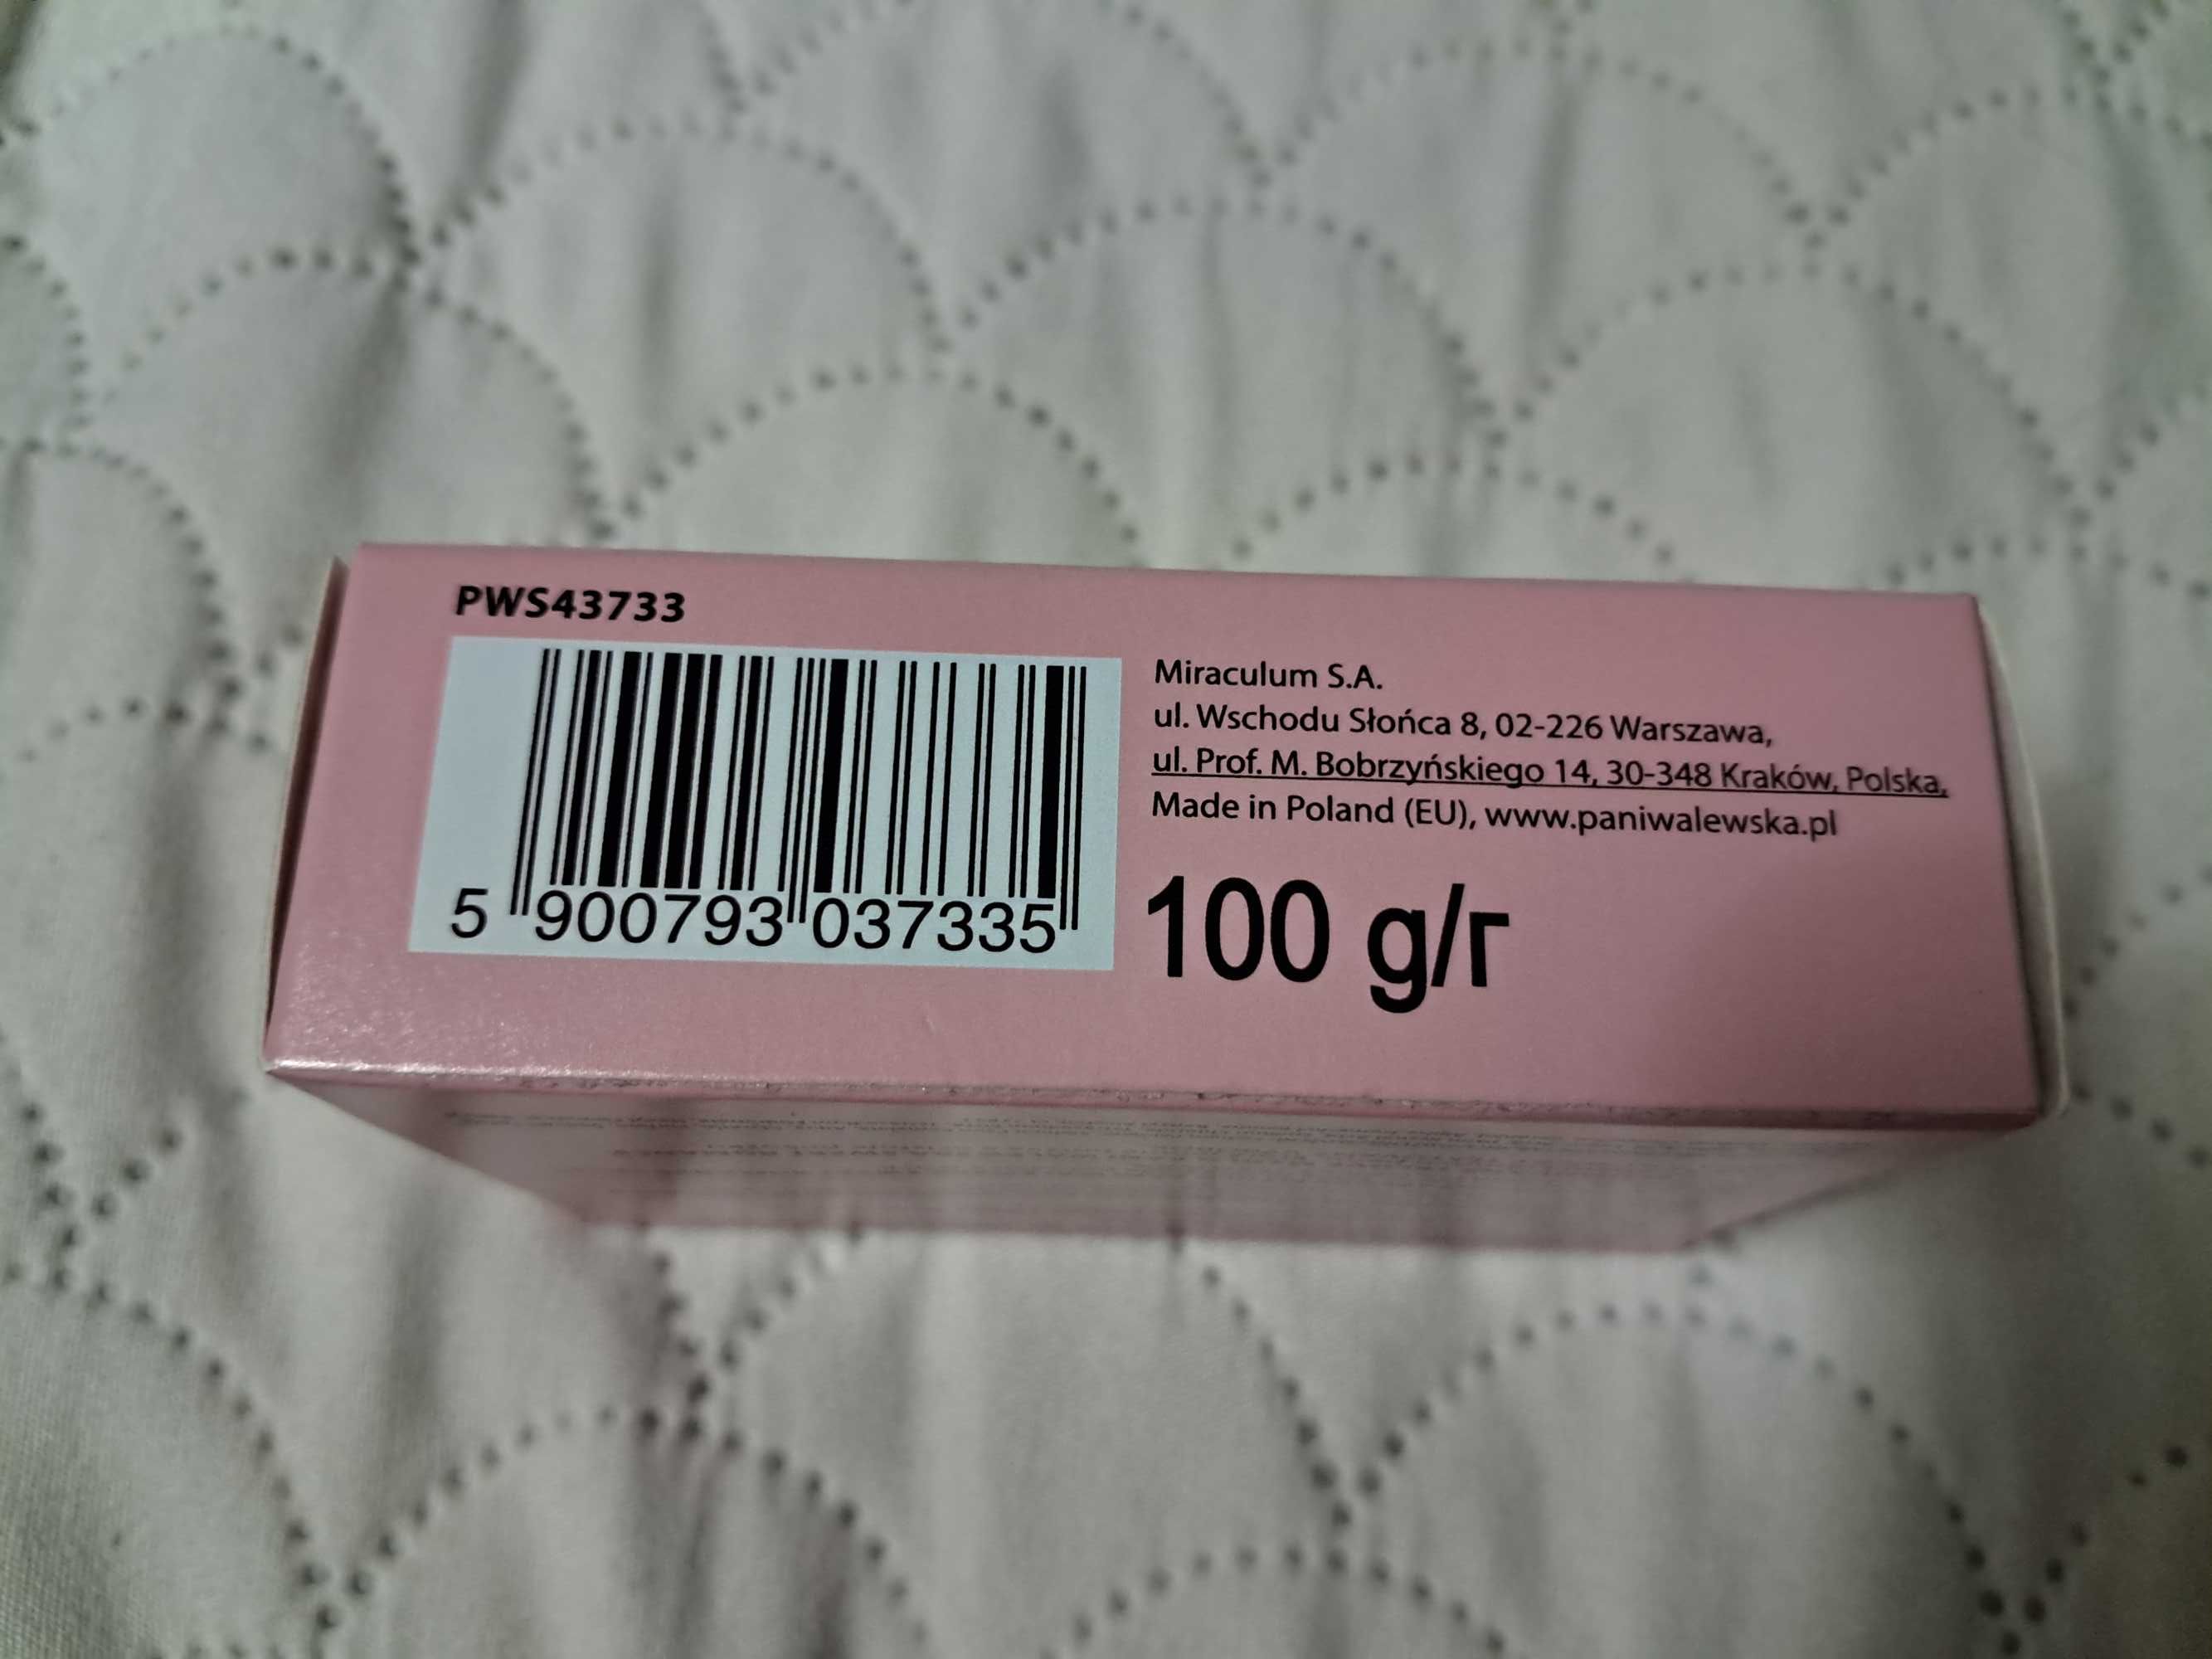 PWS43733
5 900793 037335
Miraculum S.A.
ul. Wschodu Słońca 8, 02-226 Warszawa,
ul. Prof. M. Bobrzyńskiego 14, 30-348 Kraków, Polska,
Made in Poland (EU), www.paniwalewska.pl
100 g/г